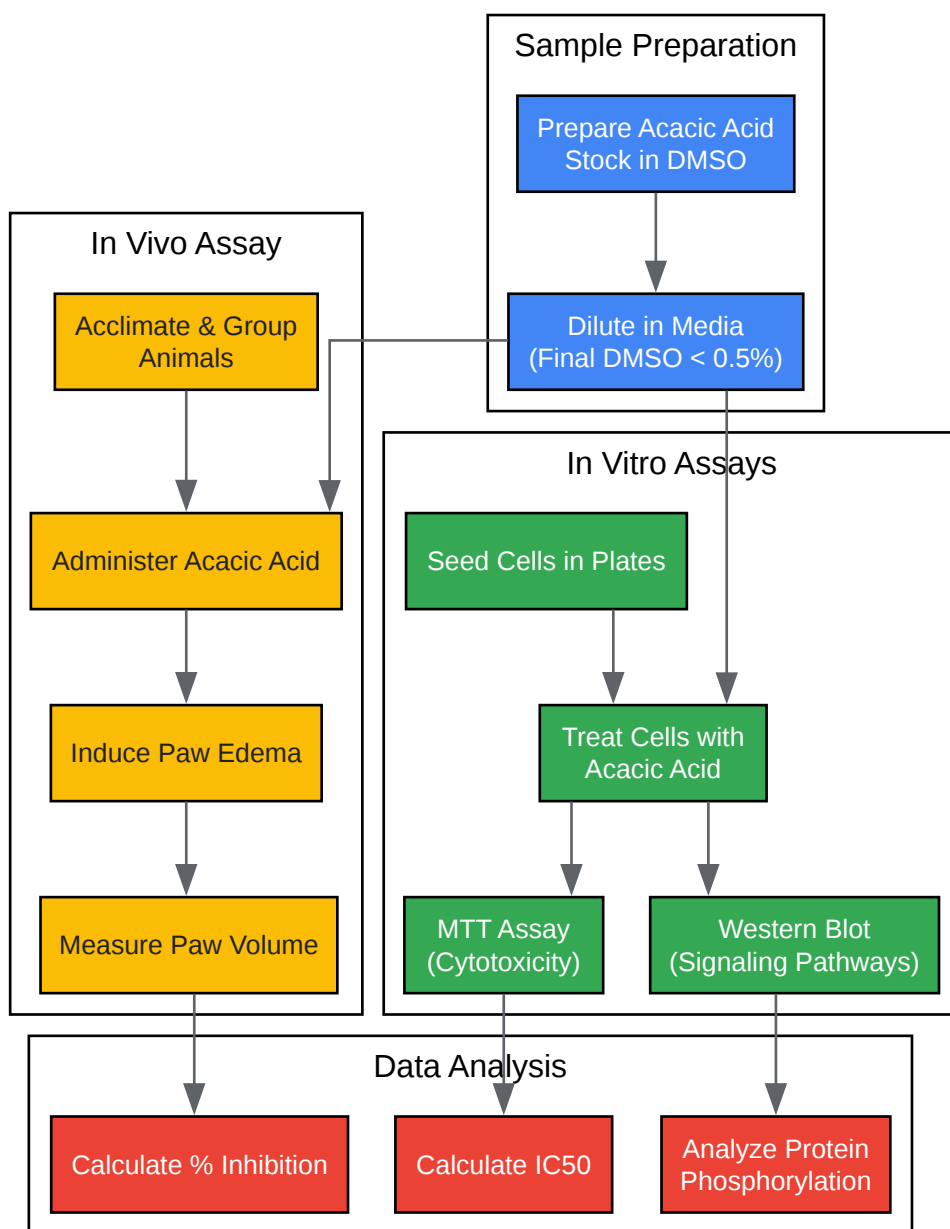 Sample Preparation
Prepare Acacic Acid
Stock in DMSO
Dilute in Media
(Final DMSO < 0.5%)
In Vivo Assay
Acclimate & Group
Animals
Administer Acacic Acid
Induce Paw Edema
Measure Paw Volume
In Vitro Assays
Seed Cells in Plates
Treat Cells with
Acacic Acid
MTT Assay
(Cytotoxicity)
Western Blot
(Signaling Pathways)
Data Analysis
Calculate % Inhibition
Calculate IC50
Analyze Protein
Phosphorylation